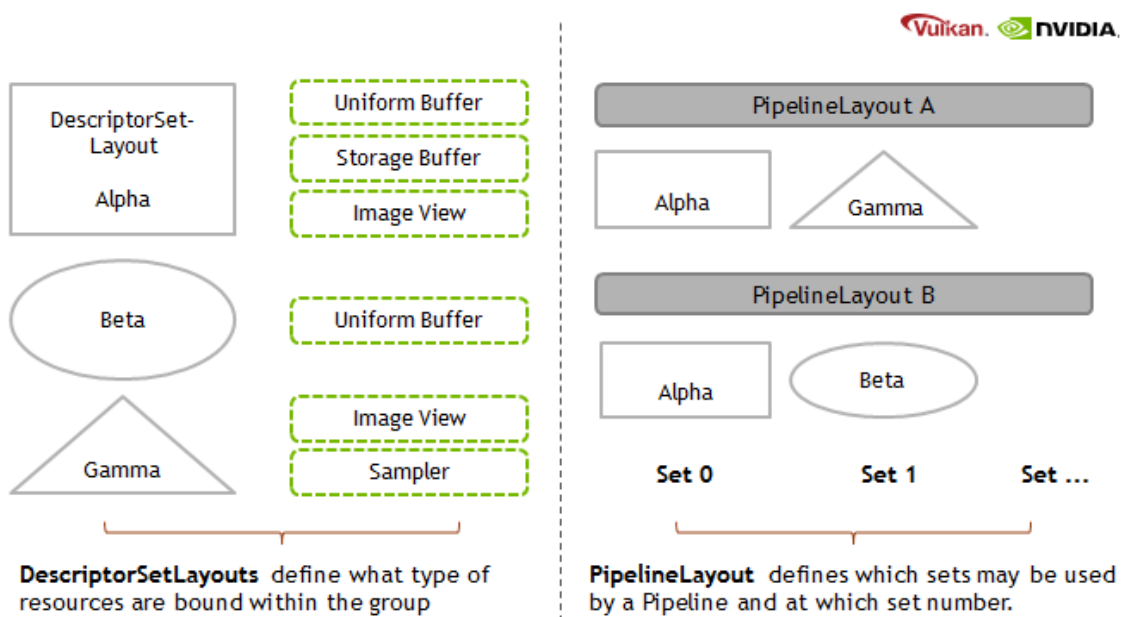 Vulkan. NVIDIA.
DescriptorSet-
Layout
Alpha
Uniform Buffer
Storage Buffer
Image View
Beta
Uniform Buffer
Gamma
Image View
Sampler
DescriptorSetLayouts define what type of
resources are bound within the group
PipelineLayout A
Alpha
Gamma
PipelineLayout B
Alpha
Beta
Set 0
Set 1
Set ...
PipelineLayout defines which sets may be used
by a Pipeline and at which set number.